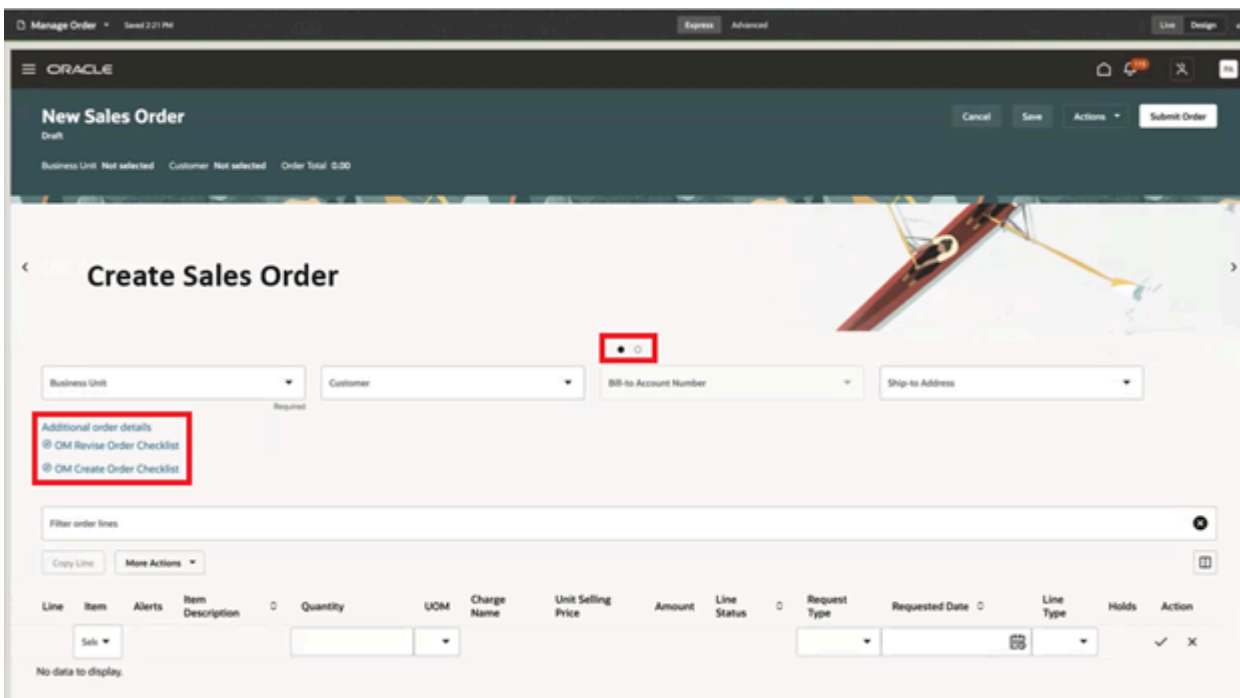 Manage Order Saved 2:21 PM Express Advanced Live Design
ORACLE
New Sales Order Cancel Save Actions Submit Order
Draft
Business Unit Not selected Customer Not selected Order Total 0.00
Create Sales Order
Business Unit Customer Bill-to Account Number Ship-to Address
Required
Additional order details
OM Revise Order Checklist
OM Create Order Checklist
Filter order lines
Copy Line More Actions
Line Item Alerts Item Description Quantity UOM Charge Name Unit Selling Price Amount Line Status Request Type Requested Date Line Type Holds Action
Sele
No data to display.